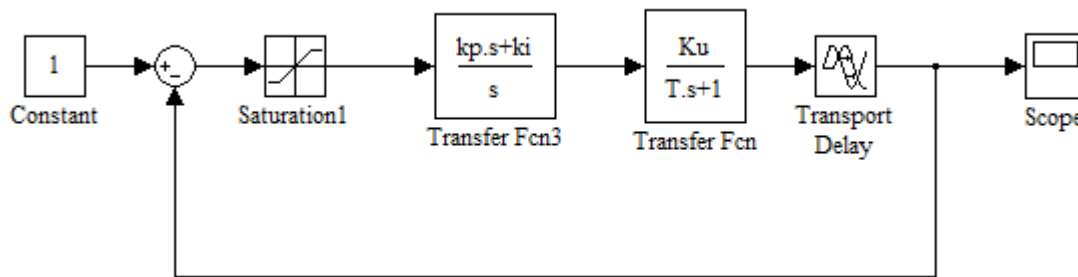 1
Constant
+
−
Saturation1
kp.s+ki
s
Transfer Fcn3
Ku
T.s+1
Transfer Fcn
Transport
Delay
Scope